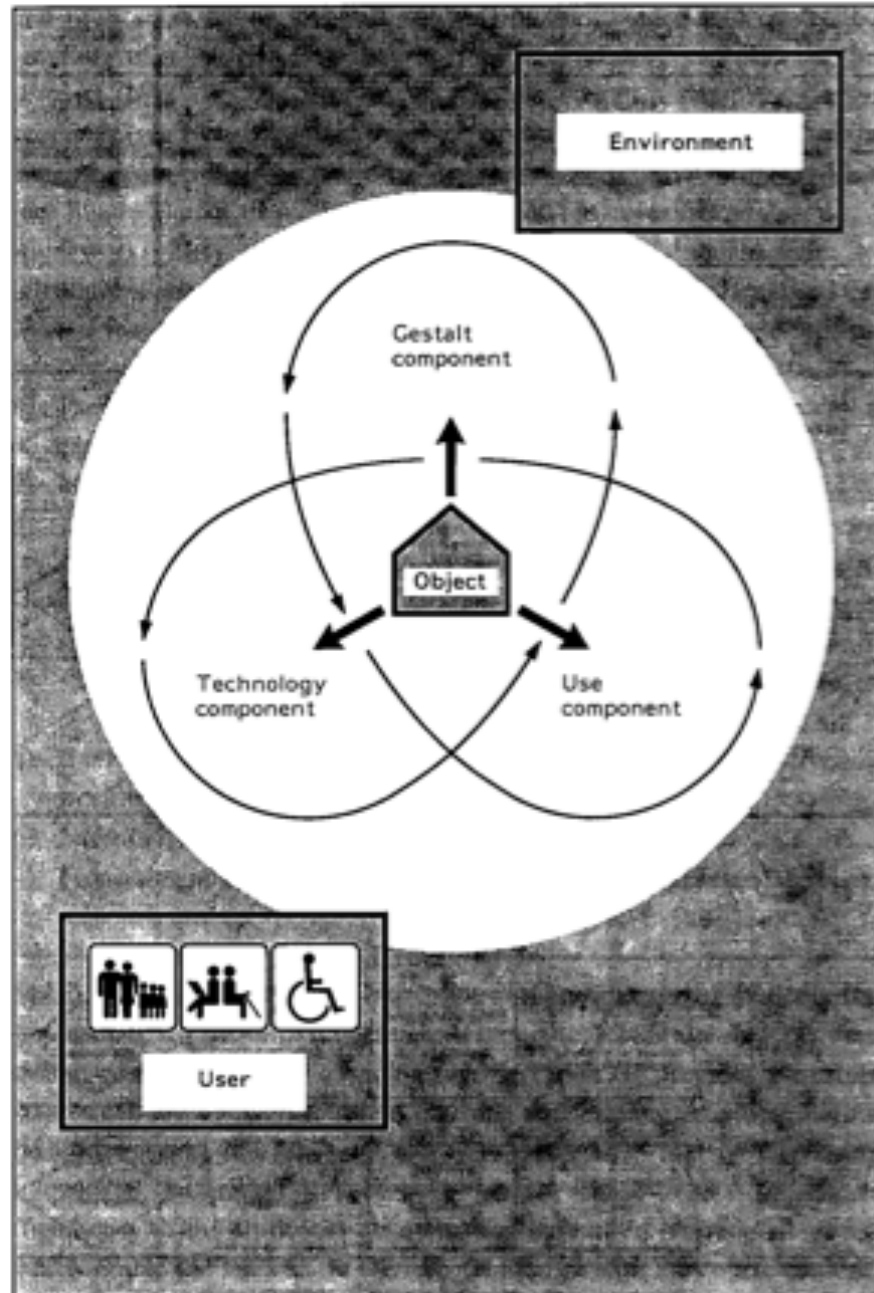 Environment
Gestalt
component
Object
Technology
component
Use
component
User